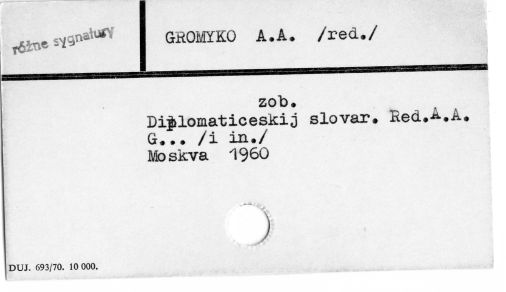 różne sygnatury
GROMYKO A.A. /red./
zob.
Diplomaticeskij slovar. Red.A.A.
G... /i in./
Moskva 1960
DUJ. 693/70. 10 000.